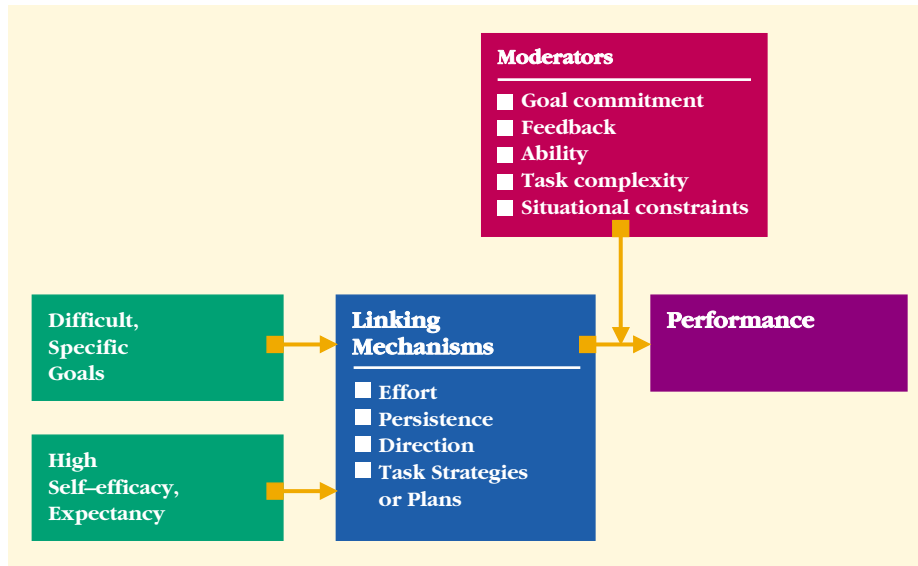 Moderators
Goal commitment
Feedback
Ability
Task complexity
Situational constraints
Difficult,
Specific
Goals
High
Self–efficacy,
Expectancy
Linking
Mechanisms
Effort
Persistence
Direction
Task Strategies
or Plans
Performance